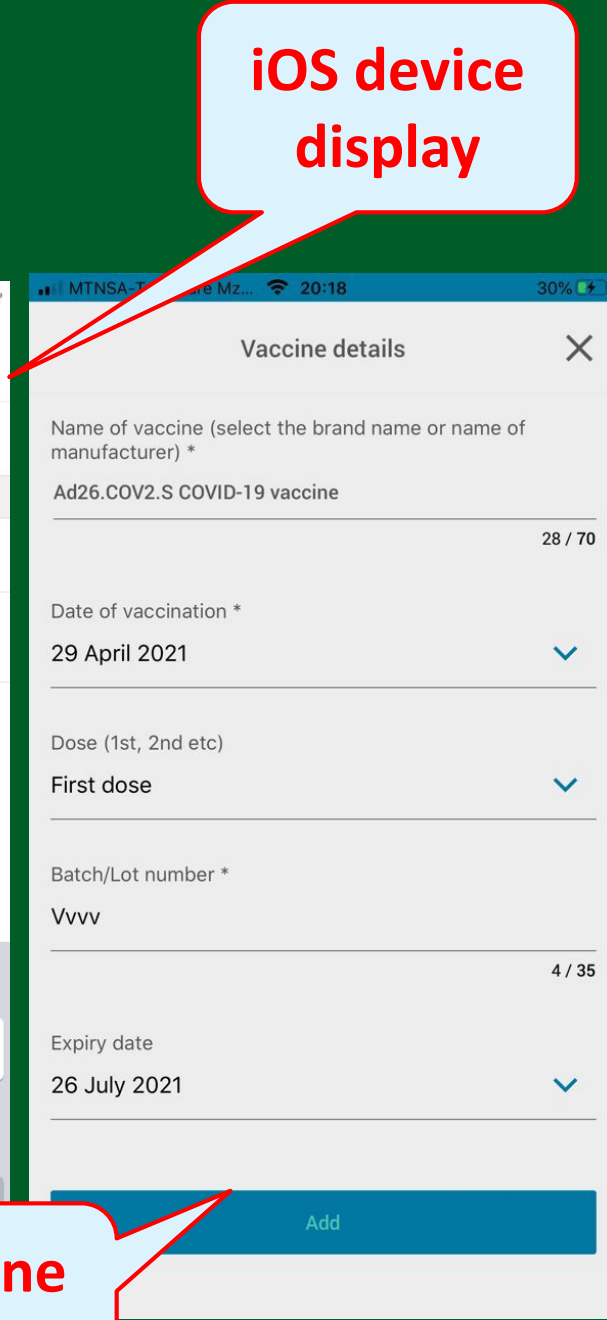 iOS device
display
MTNSA-T
Mz... 20:18 30%
Vaccine details
Name of vaccine (select the brand name or name of
manufacturer) *
Ad26.COV2.S COVID-19 vaccine
28 / 70
Date of vaccination *
29 April 2021
Dose (1st, 2nd etc)
First dose
Batch/Lot number *
Vvvv
4 / 35
Expiry date
26 July 2021
Add